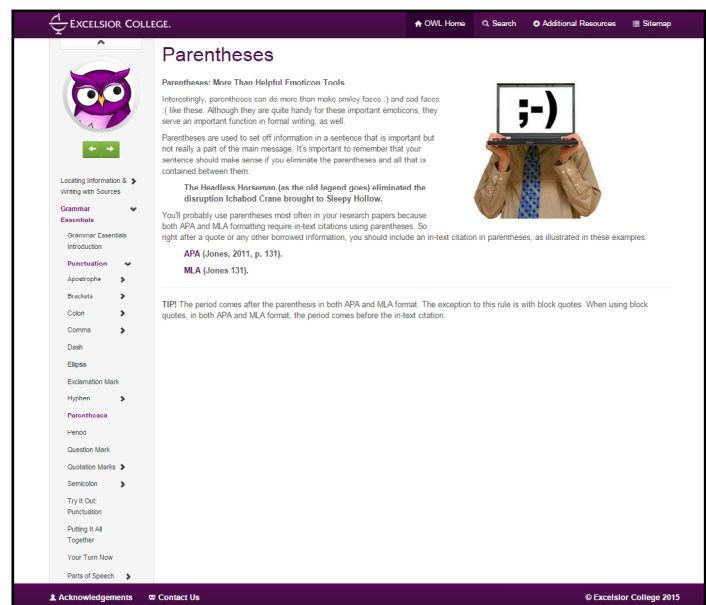 EXCELSIOR COLLEGE.
OWL Home
Search
Additional Resources
Sitemap
Locating Information &
Writing with Sources
Grammar
Essentials
Grammar Essentials
Introduction
Punctuation
Apostrophe
Brackets
Colon
Comma
Dash
Ellipsis
Exclamation Mark
Hyphen
Parentheses
Period
Question Mark
Quotation Marks
Semicolon
Try It Out:
Punctuation
Putting It All
Together
Your Turn Now
Parts of Speech
Parentheses
Parentheses: More Than Helpful Emoticon Tools
Interestingly, parentheses can do more than make smiley faces :) and sad faces
:( like these. Although they are quite handy for these important emoticons, they
serve an important function in formal writing, as well.
;-)
Parentheses are used to set off information in a sentence that is important but
not really a part of the main message. It's important to remember that your
sentence should make sense if you eliminate the parentheses and all that is
contained between them.
The Headless Horseman (as the old legend goes) eliminated the
disruption Ichabod Crane brought to Sleepy Hollow.
You'll probably use parentheses most often in your research papers because
both APA and MLA formatting require in-text citations using parentheses. So
right after a quote or any other borrowed information, you should include an in-text citation in parentheses, as illustrated in these examples:
APA (Jones, 2011, p. 131).
MLA (Jones 131).
TIP! The period comes after the parenthesis in both APA and MLA format. The exception to this rule is with block quotes. When using block
quotes, in both APA and MLA format, the period comes before the in-text citation.
Acknowledgements
Contact Us
© Excelsior College 2015